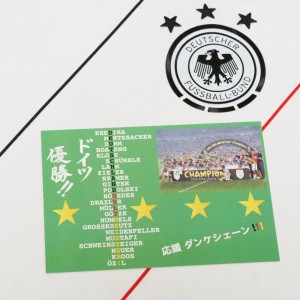 DEUTSCHER
FUSSBALL-BUND
ドイツ
優勝!!
KHEDIRA
MERTESACKER
DURM
BOATENG
KLOSE
SCHÜRRLE
LAHM
ZIELER
KRAMER
GINTER
PODOLSKI
HÖWEDES
DRAXLER
MÜLLER
GÖTZE
HUMMELS
GROSSKREUTZ
WEIDENFELLER
MUSTAFI
SCHWEINSTEIGER
NEUER
KROOS
ÖZIL
CHAMPION
応援 ダンケシェーン!!!